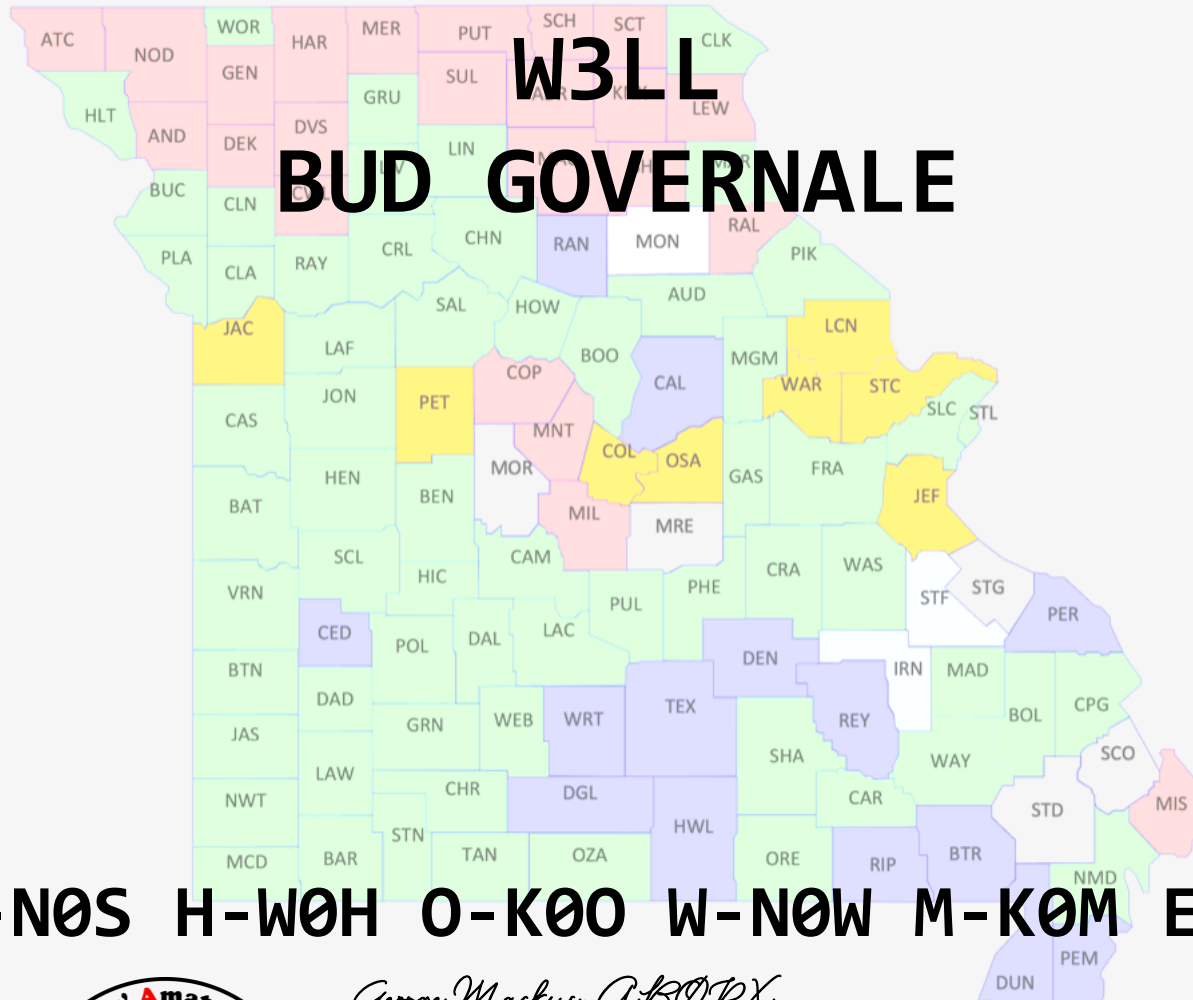 WOR SCH SCT
ATC NOD HAR MER PUT CLK
W3LL
GEN SUL
HLT GRU LEW
AND DEK DVS LIN
BUD GOVERNALE
BUC CLN
CHN RAN MON RAL
PLA CLA RAY CRL PIK
SAL HOW AUD
JAC LAF LCN
BOO MGM
COP CAL WAR STC
CAS JON PET SLC STL
MNT
MOR COL OSA
HEN BEN GAS FRA
BAT JEF
MIL MRE
SCL CAM
VRN HIC PHE CRA WAS
PUL STF STG
CED POL DAL LAC PER
BTN DEN IRN MAD
DAD TEX
JAS GRN WEB WRT REY BOL CPG
LAW SHA WAY SCO
NWT CHR DGL CAR MIS
STN HWL STD
MCD BAR TAN OZA ORE RIP BTR
NMD
-N0S H-W0H O-K0O W-N0W M-K0M E
PEM
DUN